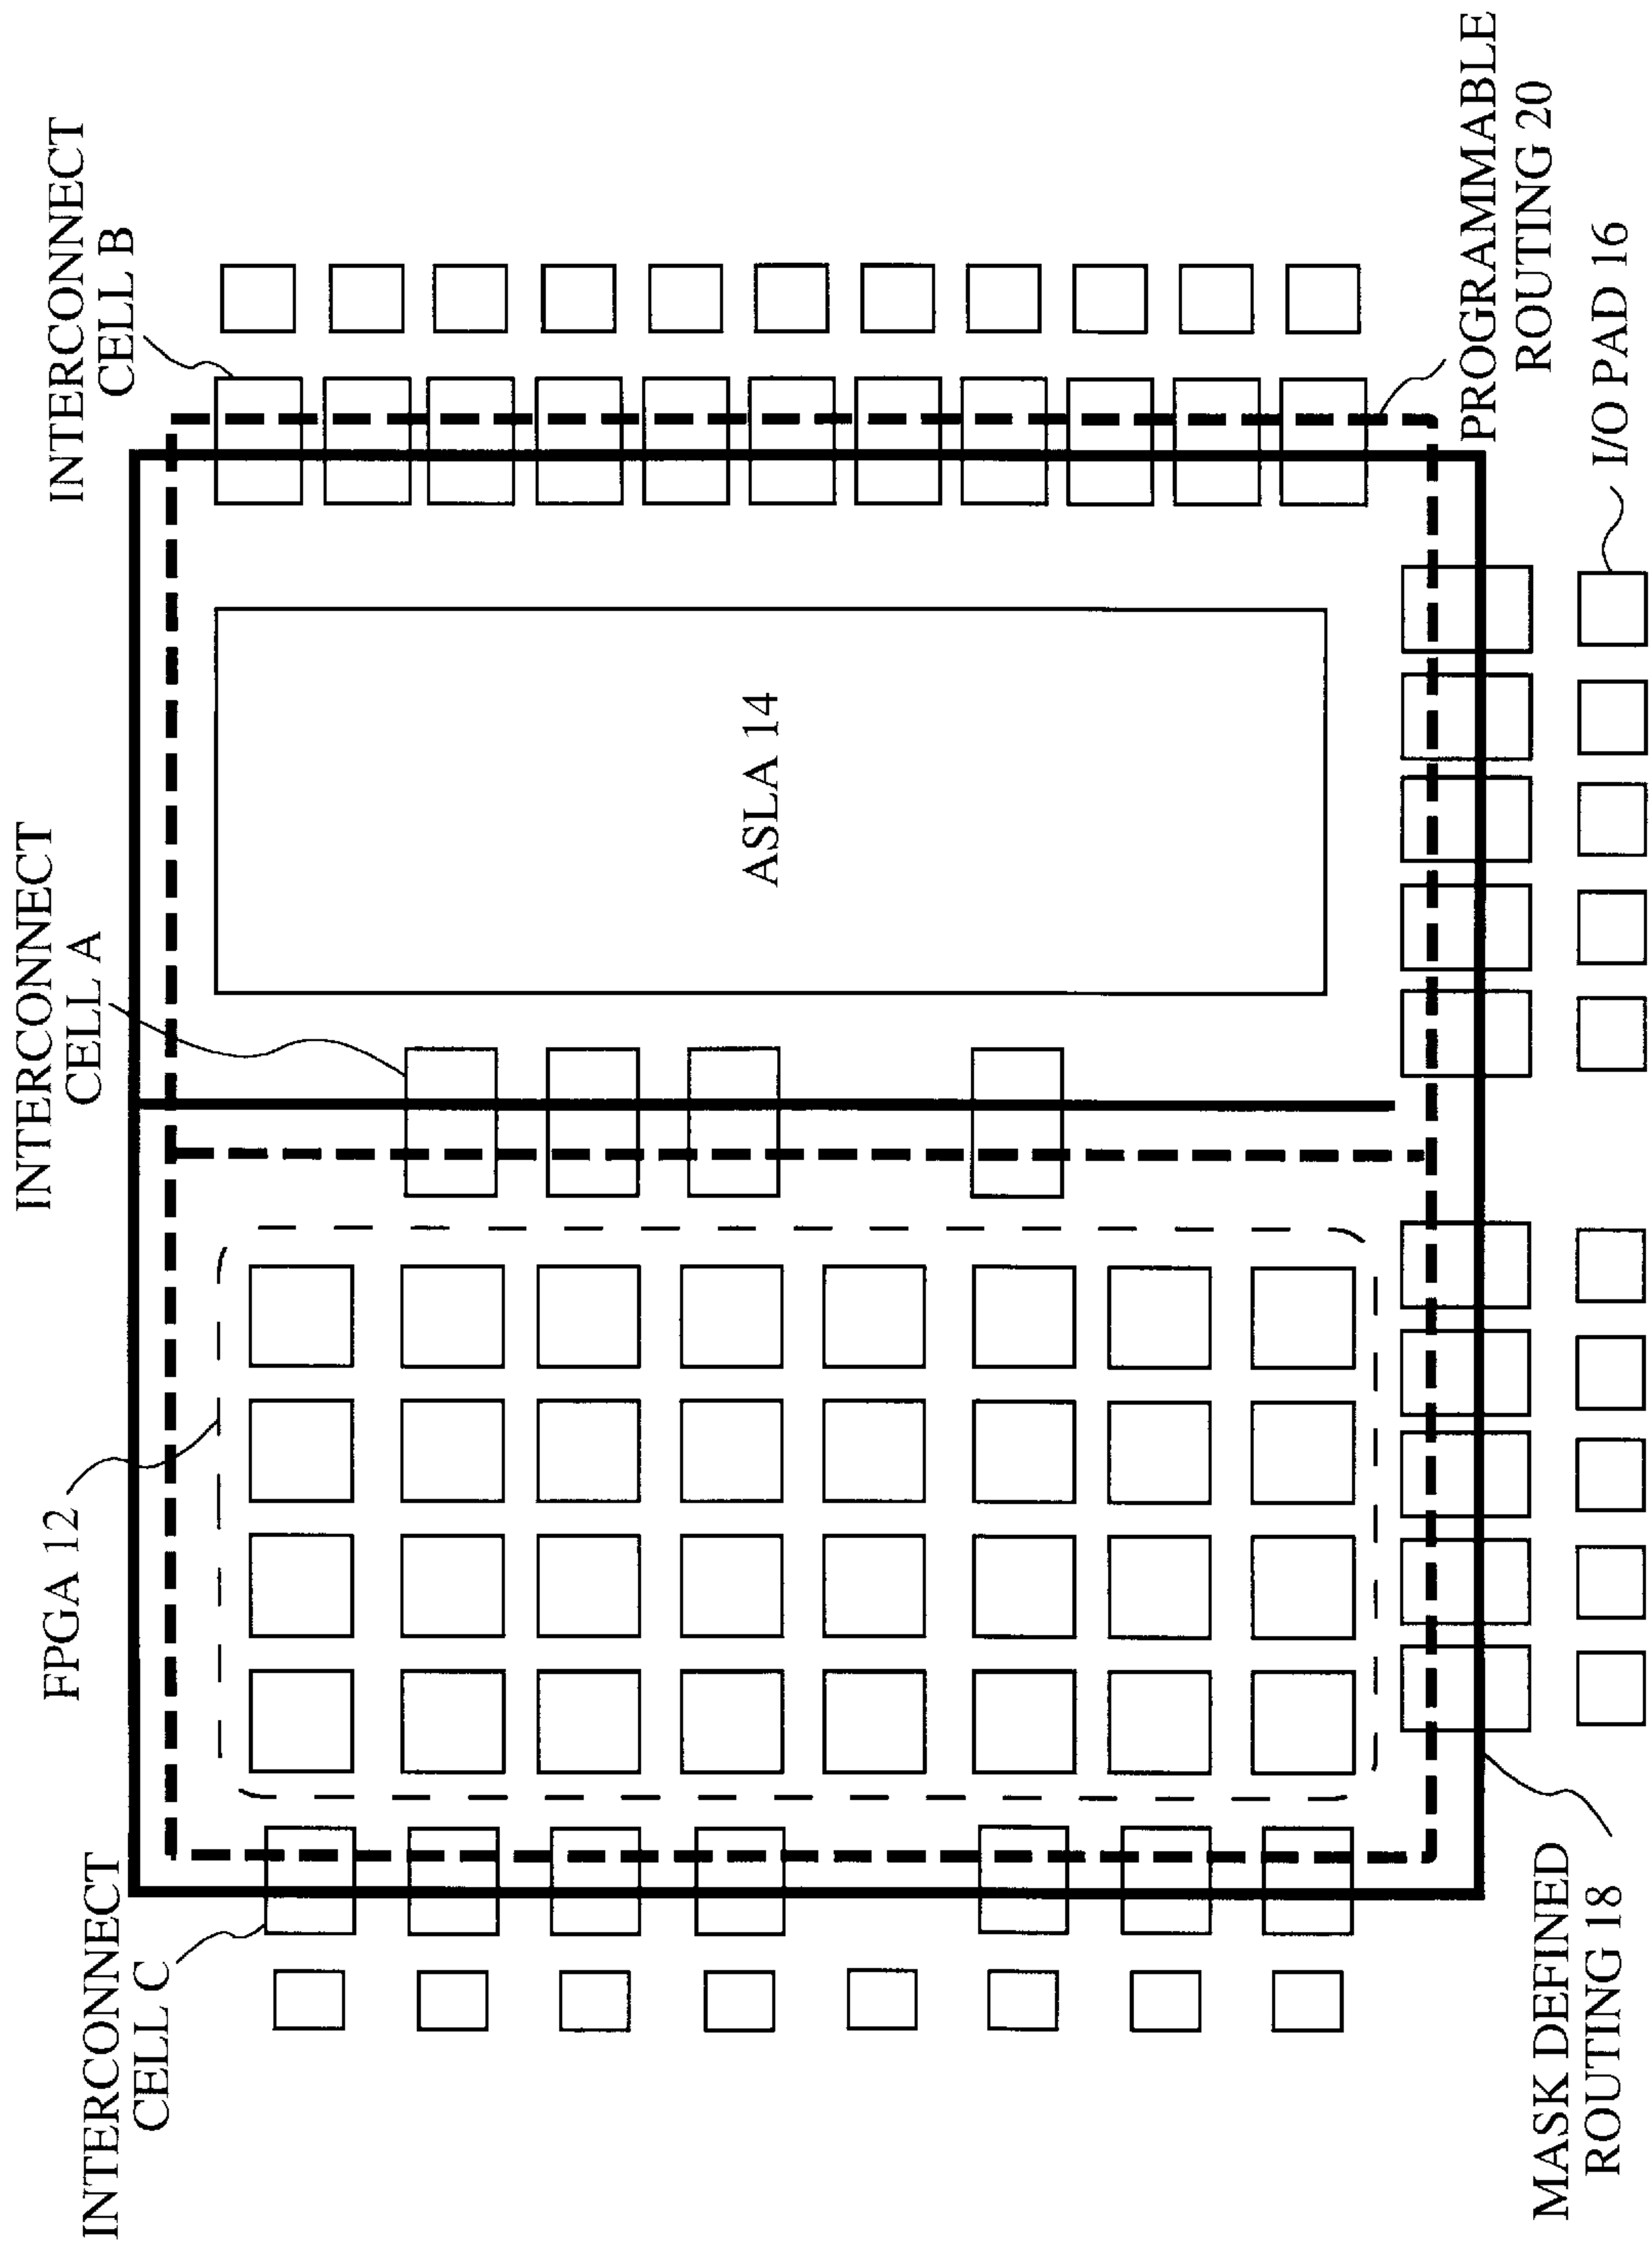 INTERCONNECT
CELL C
FPGA 12
INTERCONNECT
CELL A
INTERCONNECT
CELL B
ASLA 14
MASK DEFINED
ROUTING 18
PROGRAMMABLE
ROUTING 20
I/O PAD 16